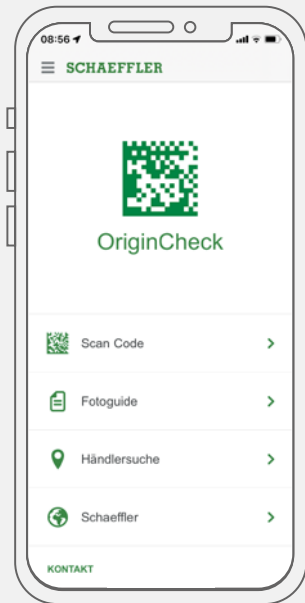 08:56
SCHAEFFLER
OriginCheck
Scan Code
Fotoguide
Händlersuche
Schaeffler
KONTAKT